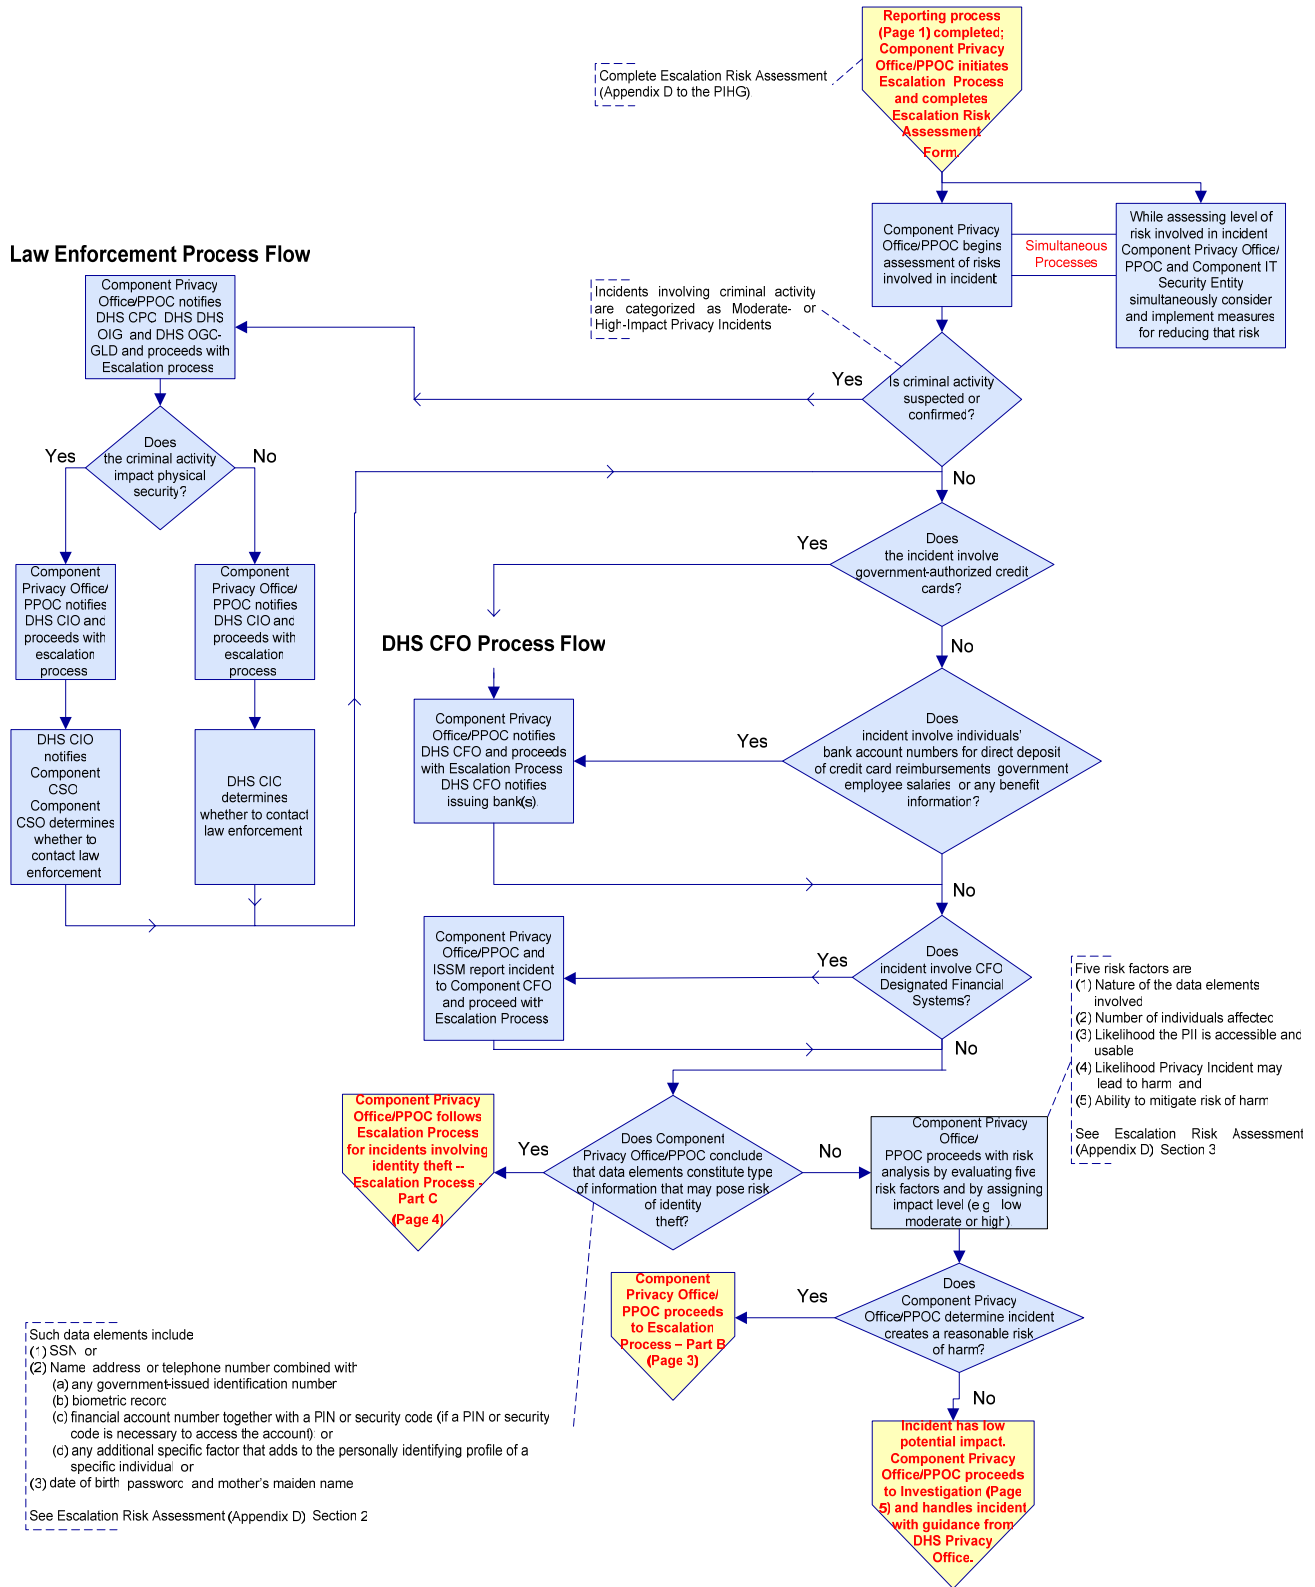 Reporting process
(Page 1) completed;
Component Privacy
Office/PPOC initiates
Escalation Process
and completes
Escalation Risk
Assessment
Form.
Complete Escalation Risk Assessment
(Appendix D to the PIHG)
Component Privacy
Office/PPOC begins
assessment of risks
involved in incident
Simultaneous
Processes
While assessing level of
risk involved in incident
Component Privacy Office/
PPOC and Component IT
Security Entity
simultaneously consider
and implement measures
for reducing that risk
Law Enforcement Process Flow
Component Privacy
Office/PPOC notifies
DHS CPC DHS DHS
OIG and DHS OGC-
GLD and proceeds with
Escalation process
Incidents involving criminal activity
are categorized as Moderate- or
High-Impact Privacy Incidents
Yes
Is criminal activity
suspected or
confirmed?
No
Does
the criminal activity
impact physical
security?
Yes
No
Component
Privacy Office/
PPOC notifies
DHS CIO and
proceeds with
escalation
process
Component
Privacy Office/
PPOC notifies
DHS CIO and
proceeds with
escalation
process
DHS CIO
notifies
Component
CSO
Component
CSO determines
whether to
contact law
enforcement
DHS CIC
determines
whether to contact
law enforcement
Yes
Does
the incident involve
government-authorized credit
cards?
No
DHS CFO Process Flow
Component Privacy
Office/PPOC notifies
DHS CFO and proceeds
with Escalation Process
DHS CFO notifies
issuing bank(s)
Yes
Does
incident involve individuals'
bank account numbers for direct deposit
of credit card reimbursements government
employee salaries or any benefit
information?
No
Component Privacy
Office/PPOC and
ISSM report incident
to Component CFO
and proceed with
Escalation Process
Yes
Does
incident involve CFO
Designated Financial
Systems?
No
Five risk factors are
(1) Nature of the data elements
involved
(2) Number of individuals affected
(3) Likelihood the PII is accessible and
usable
(4) Likelihood Privacy Incident may
lead to harm and
(5) Ability to mitigate risk of harm
See Escalation Risk Assessment
(Appendix D) Section 3
Component Privacy
Office/PPOC follows
Escalation Process
for incidents involving
identity theft --
Escalation Process -
Part C
(Page 4)
Yes
Does Component
Privacy Office/PPOC conclude
that data elements constitute type
of information that may pose risk
of identity
theft?
No
Component Privacy
Office/
PPOC proceeds with risk
analysis by evaluating five
risk factors and by assigning
impact level (e g low
moderate or high)
Component
Privacy Office/
PPOC proceeds
to Escalation
Process – Part B
(Page 3)
Yes
Does
Component Privacy
Office/PPOC determine incident
creates a reasonable risk
of harm?
No
Such data elements include
(1) SSN or
(2) Name address or telephone number combined with
(a) any government-issued identification number
(b) biometric record
(c) financial account number together with a PIN or security
code (if a PIN or security
code is necessary to access the account) or
(d) any additional specific factor that adds to the personally identifying profile of a
specific individual or
(3) date of birth password and mother's maiden name
See Escalation Risk Assessment (Appendix D) Section 2
Incident has low
potential impact.
Component Privacy
Office/PPOC proceeds
to Investigation (Page
5) and handles incident
with guidance from
DHS Privacy
Office.